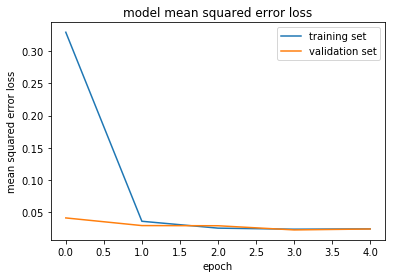 model mean squared error loss
training set
validation set
mean squared error loss
0.30
0.25
0.20
0.15
0.10
0.05
0.0 0.5 1.0 1.5 2.0 2.5 3.0 3.5 4.0
epoch